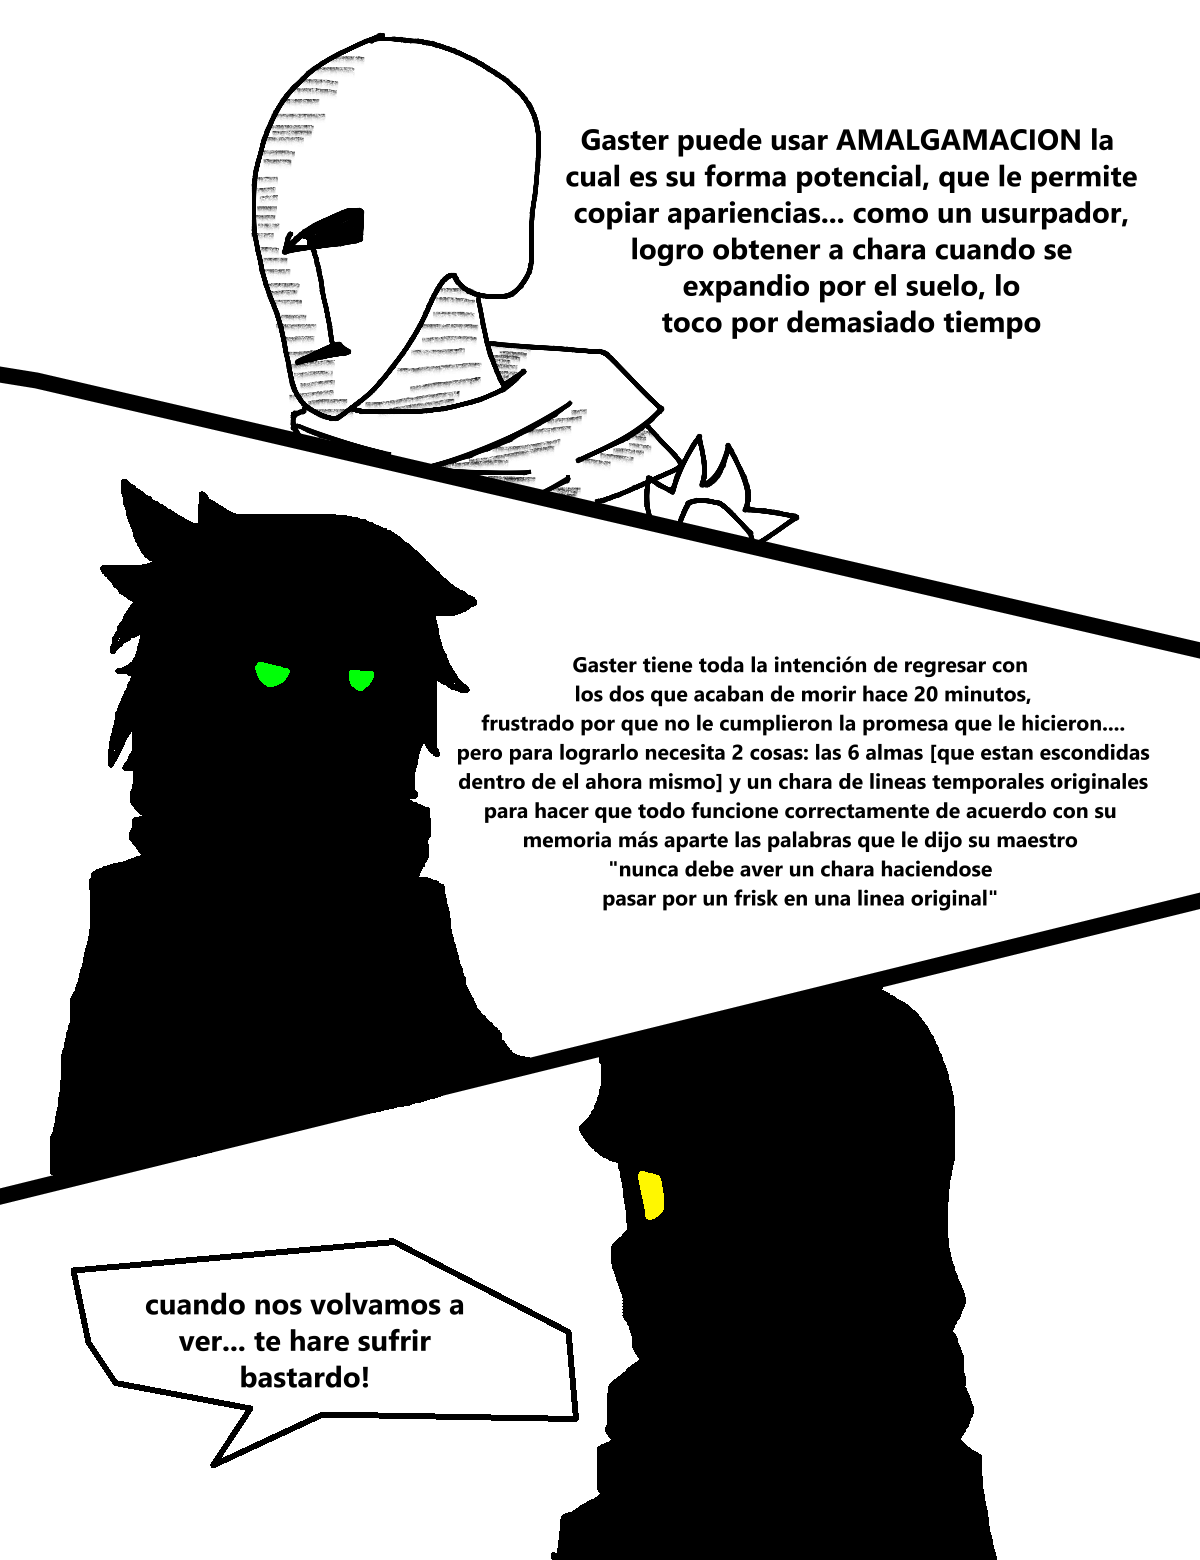 Gaster puede usar AMALGAMACION la
cual es su forma potencial, que le permite
copiar apariencias... como un usurpador,
logro obtener a chara cuando se
expandio por el suelo, lo
toco por demasiado tiempo
Gaster tiene toda la intención de regresar con
los dos que acaban de morir hace 20 minutos,
frustrado por que no le cumplieron la promesa que le hicieron....
pero para lograrlo necesita 2 cosas: las 6 almas [que estan escondidas
dentro de el ahora mismo] y un chara de lineas temporales originales
para hacer que todo funcione correctamente de acuerdo con su
memoria más aparte las palabras que le dijo su maestro
"nunca debe aver un chara haciendose
pasar por un frisk en una linea original"
cuando nos volvamos a
ver... te hare sufrir
bastardo!